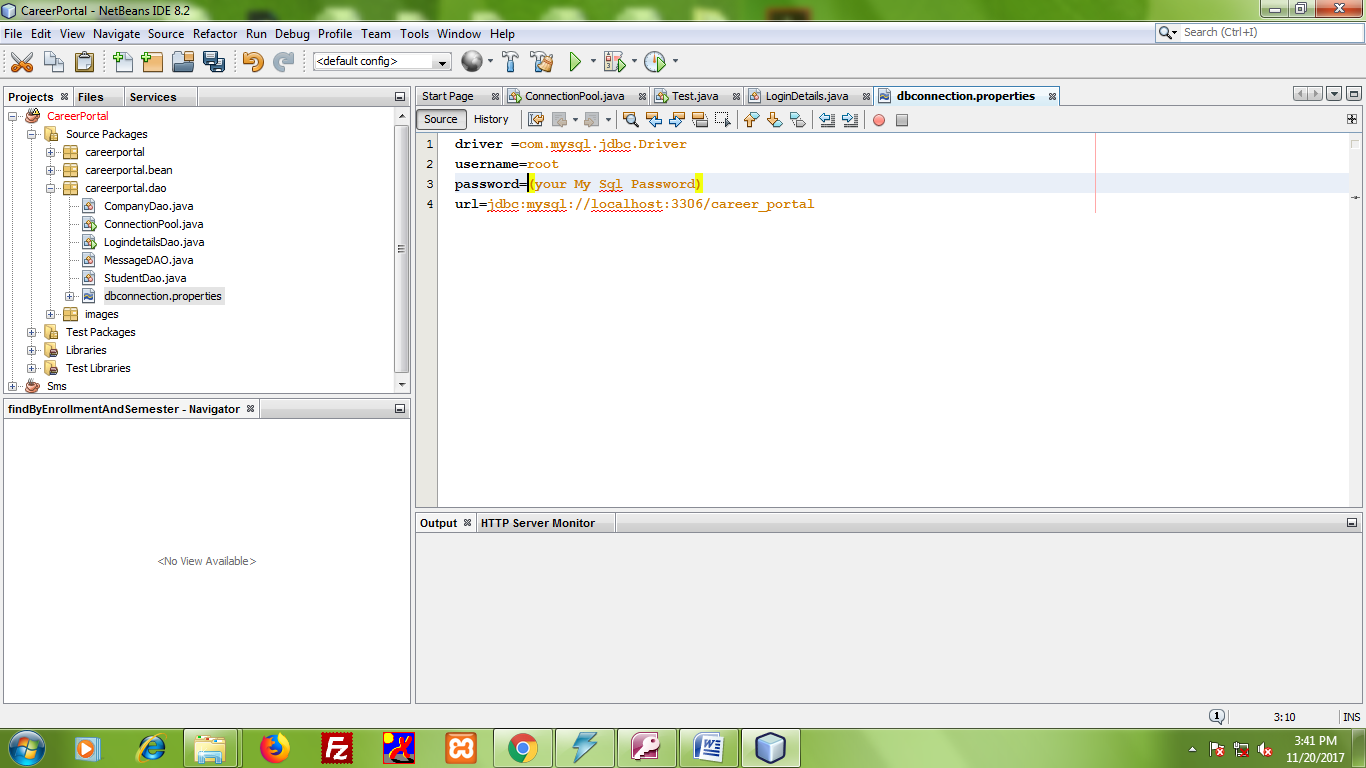 CareerPortal - NetBeans IDE 8.2
File Edit View Navigate Source Refactor Run Debug Profile Team Tools Window Help
Search (Ctrl+I)
<default config>
Projects Files Services
CareerPortal
Source Packages
careerportal
careerportal.bean
careerportal.dao
CompanyDao.java
ConnectionPool.java
LogindetailsDao.java
MessageDAO.java
StudentDao.java
dbconnection.properties
images
Test Packages
Libraries
Test Libraries
Sms
findByEnrollmentAndSemester - Navigator
<No View Available>
Start Page ConnectionPool.java Test.java LoginDetails.java dbconnection.properties
Source History
1 driver =com.mysql.jdbc.Driver
2 username=root
3 password=(your My Sql Password)
4 url=jdbc:mysql://localhost:3306/career_portal
Output HTTP Server Monitor
1 3:10 INS
Fz
3:41 PM
11/20/2017